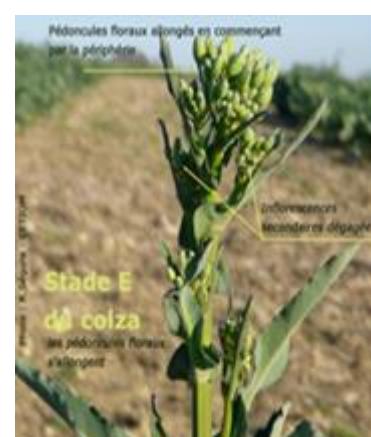 Pédoncules floraux allongés en commençant
par la périphérie
Inflorescences
secondaires dégagées
Stade E
du colza
les pédoncules floraux
s'allongent